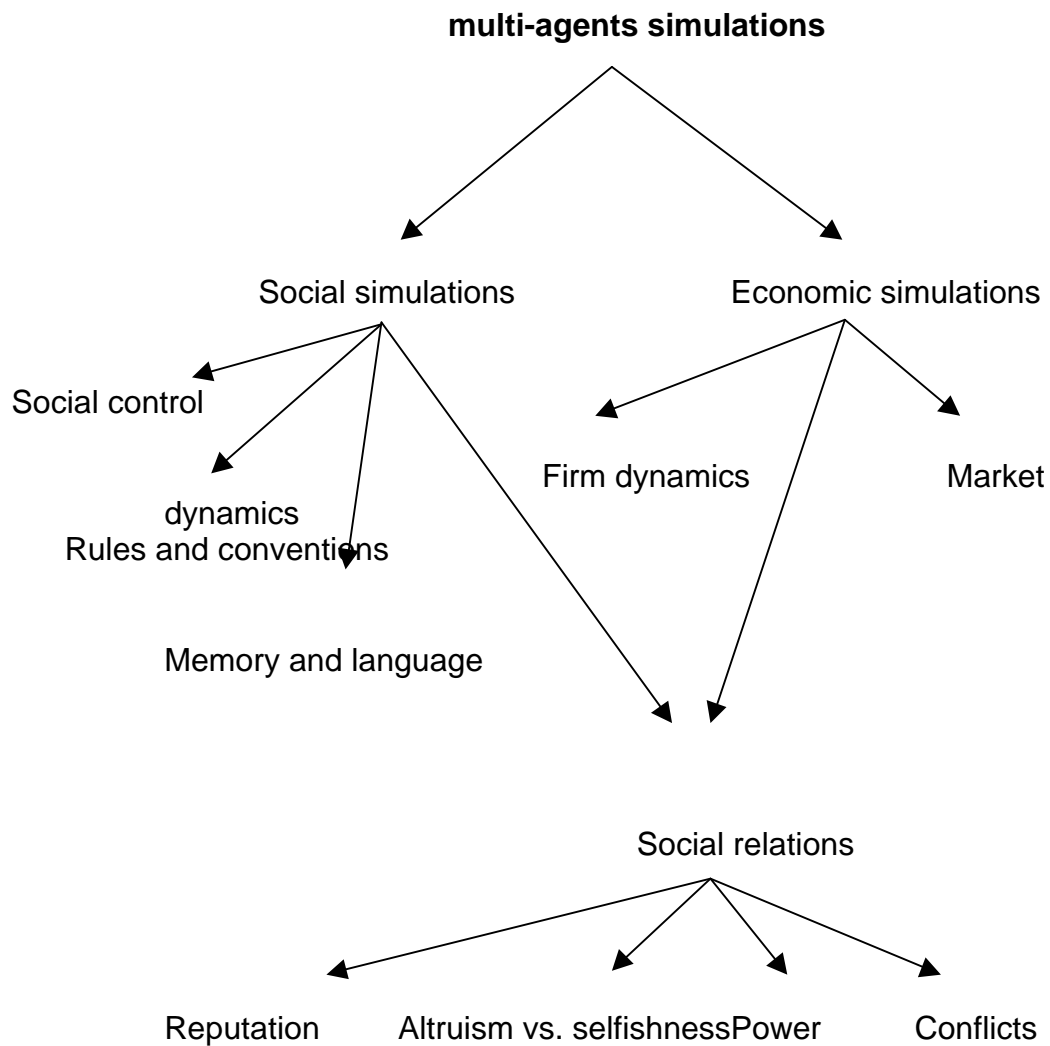 multi-agents simulations
Social simulations
Economic simulations
Social control
Firm dynamics
Market
dynamics
Rules and conventions
Memory and language
Social relations
Reputation
Altruism vs. selfishnessPower
Conflicts